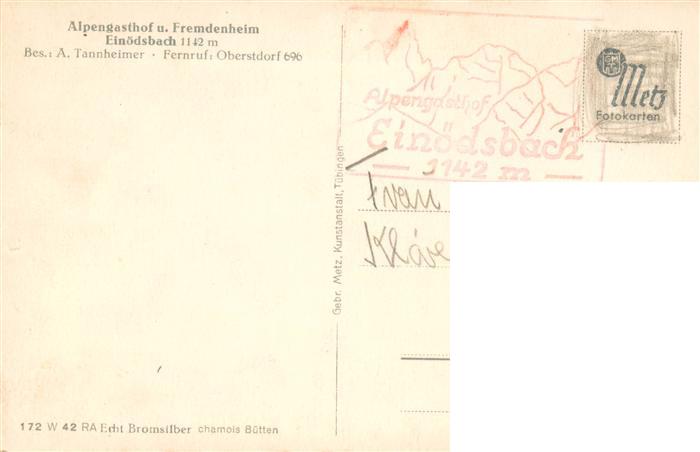 Alpengasthof u. Fremdenheim
Einödsbach 1142 m
Bes.: A. Tannheimer · Fernruf: Oberstdorf 696
Alpengasthof
Einödsbach
— 1142 m —
Metz
Fotokarten
Gebr. Metz, Kunstanstalt, Tübingen
172 W 42 RA Echt Bromsilber chamois Bütten